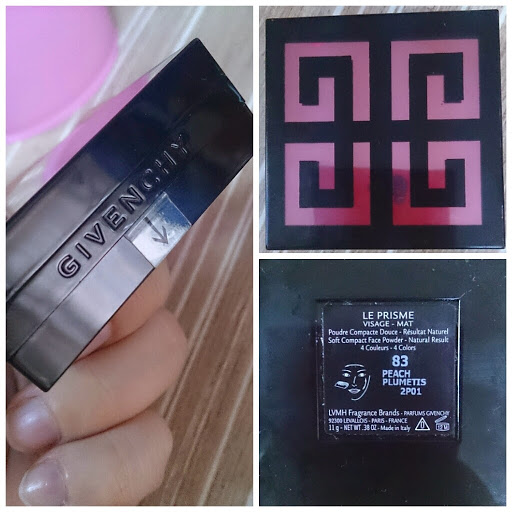 GIVENCHY
LE PRISME
VISAGE - MAT
Poudre Compacte Douce - Résultat Naturel
Soft Compact Face Powder - Natural Result
4 Couleurs - 4 Colors
83
PEACH
PLUMETIS
2P01
LVMH Fragrance Brands - PARFUMS GIVENCHY
92300 LEVALLOIS - PARIS - FRANCE
11 g - NET WT .38 OZ - Made in Italy